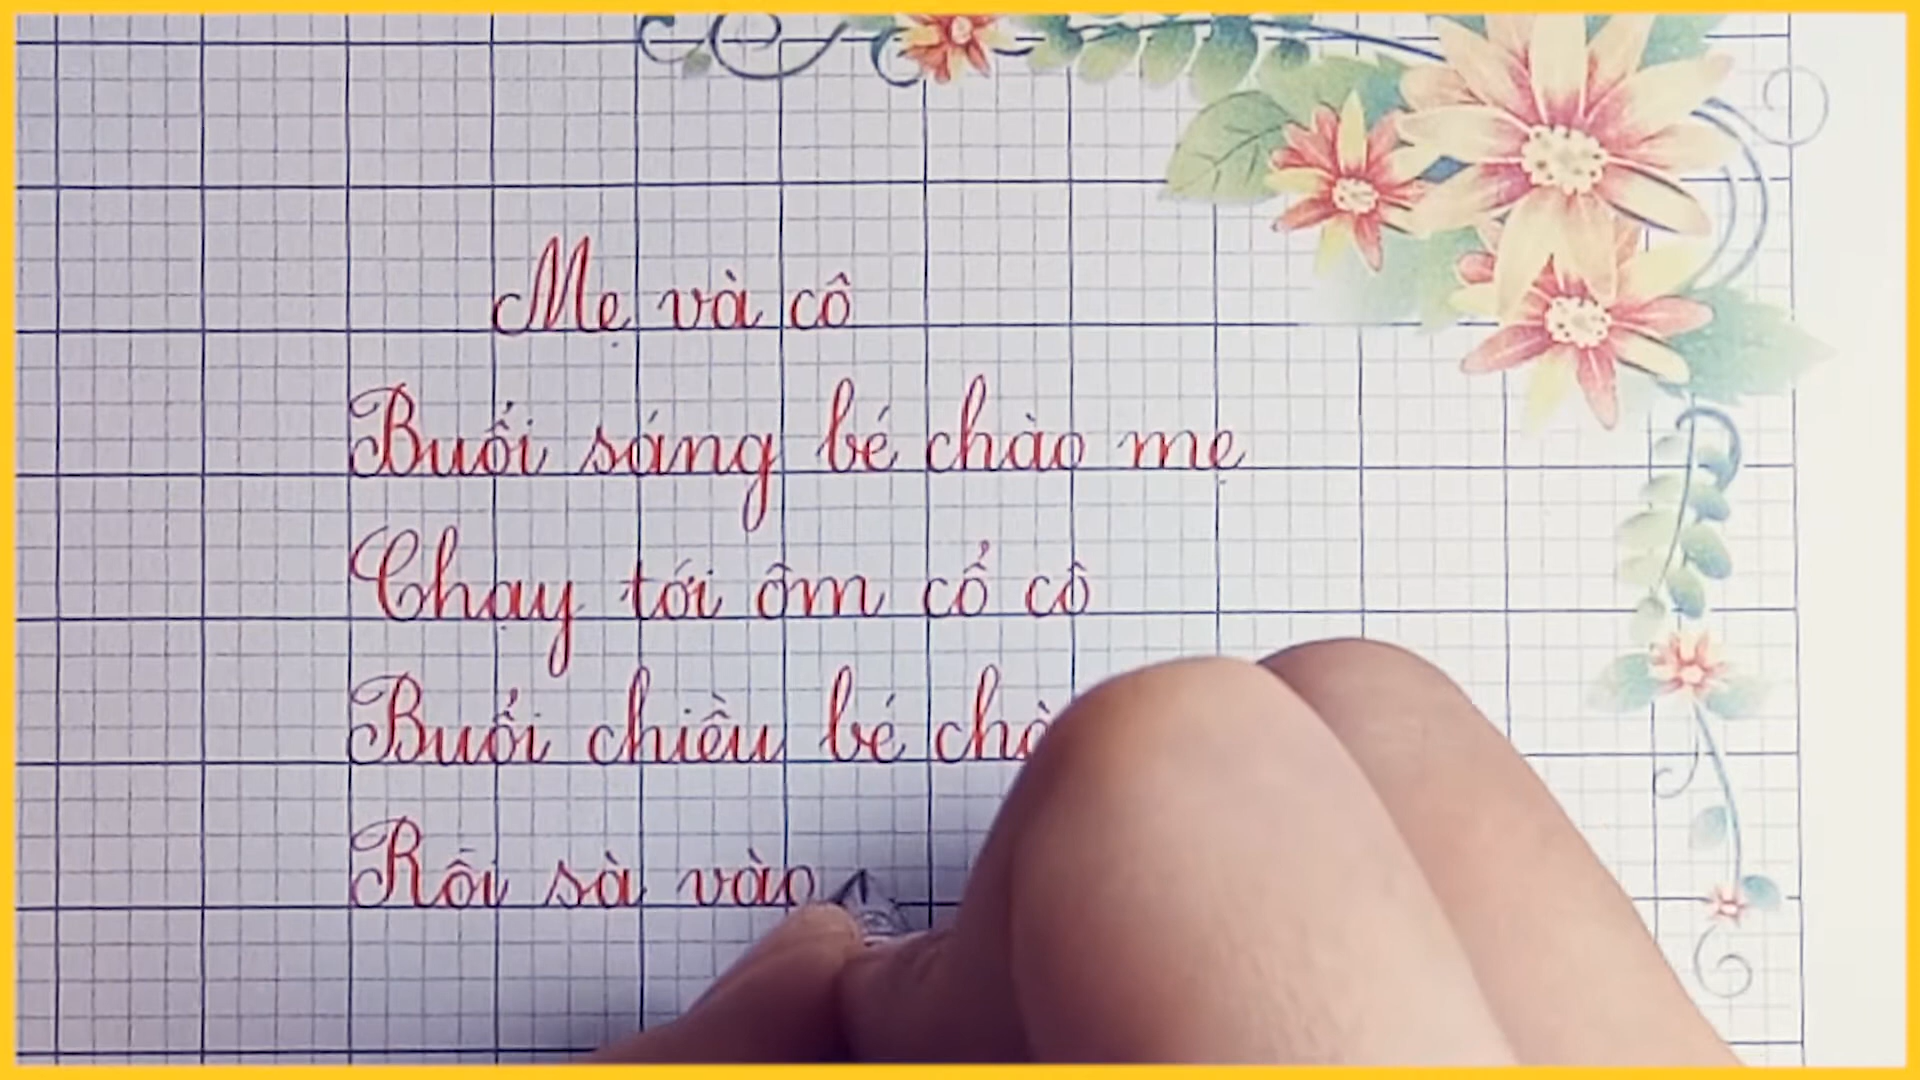 Mẹ và cô
Buổi sáng bé chào mẹ
Chạy tới ôm cổ cô
Buổi chiều bé
Rồi sà vào